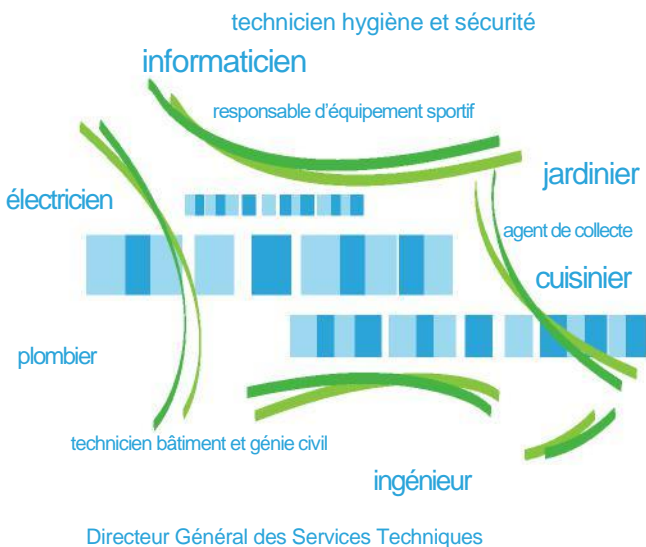 technicien hygiène et sécurité
informaticien
responsable d’équipement sportif
jardinier
électricien
agent de collecte
cuisinier
plombier
technicien bâtiment et génie civil
ingénieur
Directeur Général des Services Techniques